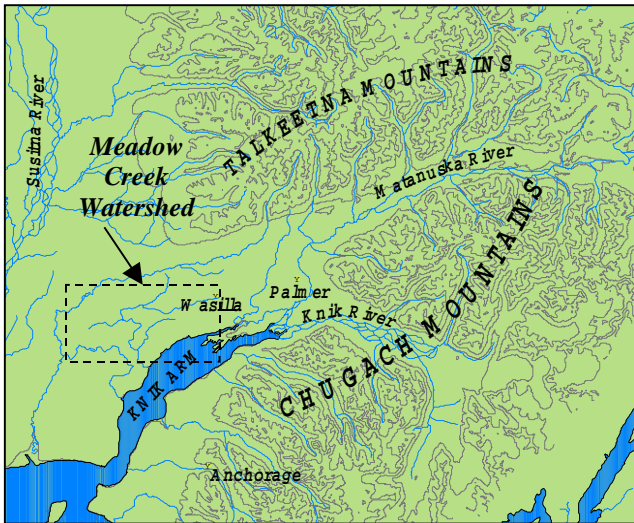 TALKEETNA MOUNTAINS
Susitna River
Meadow
Creek
Watershed
Matanuska River
Wasilla
Palmer
Knik River
CHUGACH MOUNTAINS
KNIK ARM
Anchorage